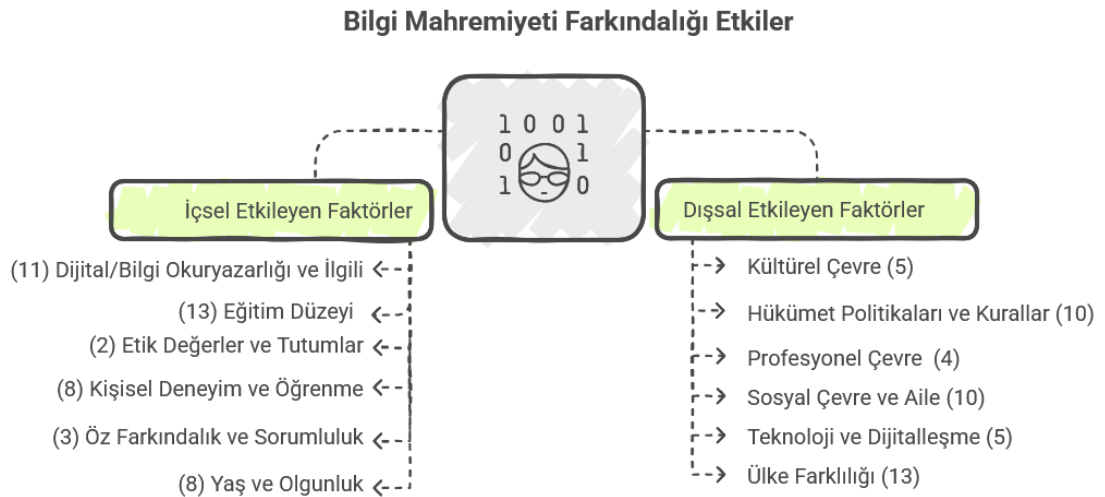 Bilgi Mahremiyeti Farkındalığı Etkiler
1 0 0 1
0 1
1 0
İçsel Etkileyen Faktörler
(11) Dijital/Bilgi Okuryazarlığı ve İlgili
(13) Eğitim Düzeyi
(2) Etik Değerler ve Tutumlar
(8) Kişisel Deneyim ve Öğrenme
(3) Öz Farkındalık ve Sorumluluk
(8) Yaş ve Olgunluk
Dışsal Etkileyen Faktörler
Kültürel Çevre (5)
Hükümet Politikaları ve Kurallar (10)
Profesyonel Çevre (4)
Sosyal Çevre ve Aile (10)
Teknoloji ve Dijitalleşme (5)
Ülke Farklılığı (13)